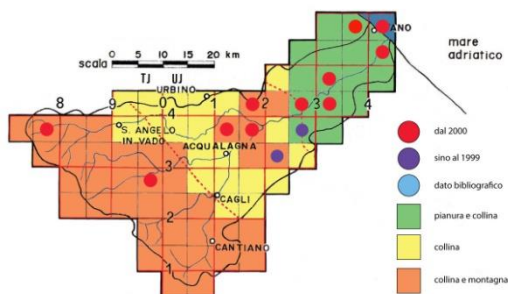 scala
0 5 10 15 20 km
TJ UJ
URBINO
ANO
mare
adriatico
8 9 0 1 2 3 4
4
S. ANGELO
IN VADO
ACQUALAGNA
3
CAGLI
2
CANTIANO
1
dal 2000
sino al 1999
dato bibliografico
pianura e collina
collina
collina e montagna